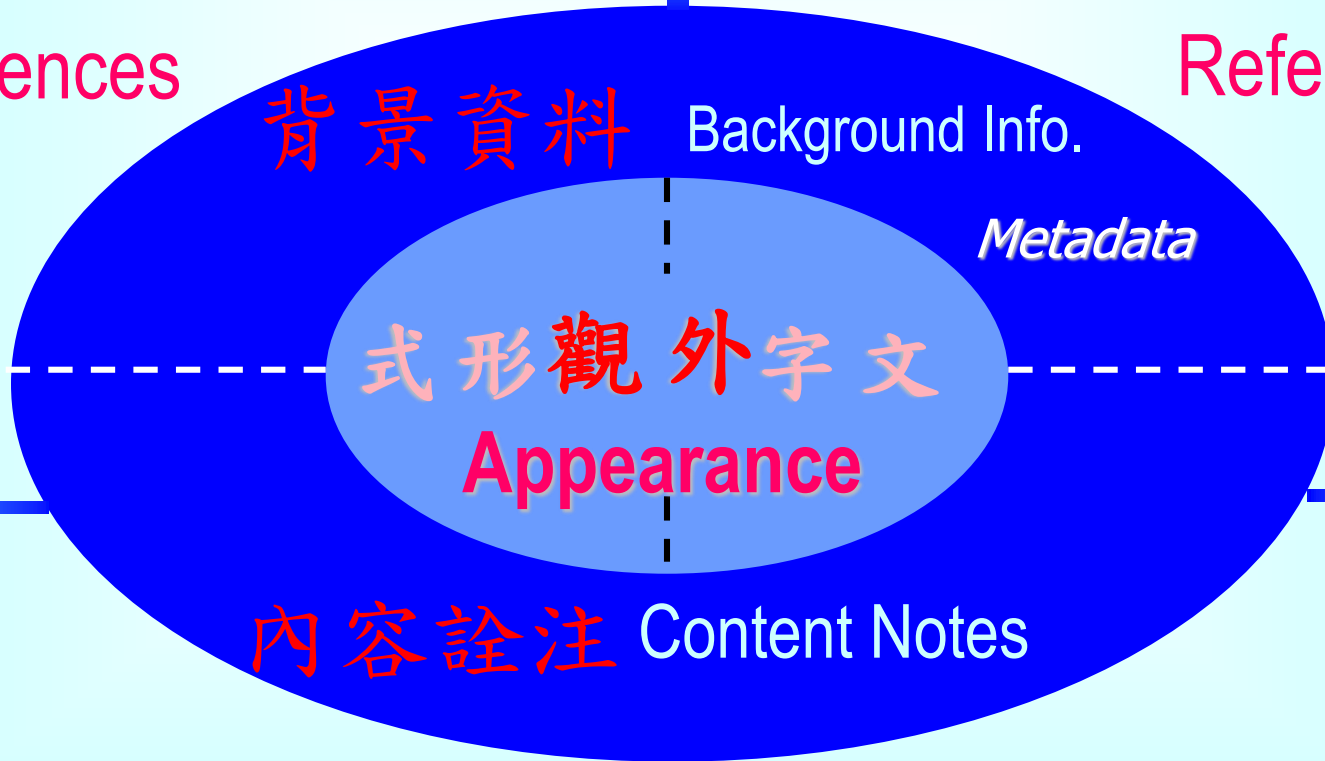 ences
Refe
背景資料 Background Info.
Metadata
文字外觀形式
Appearance
內容詮注 Content Notes